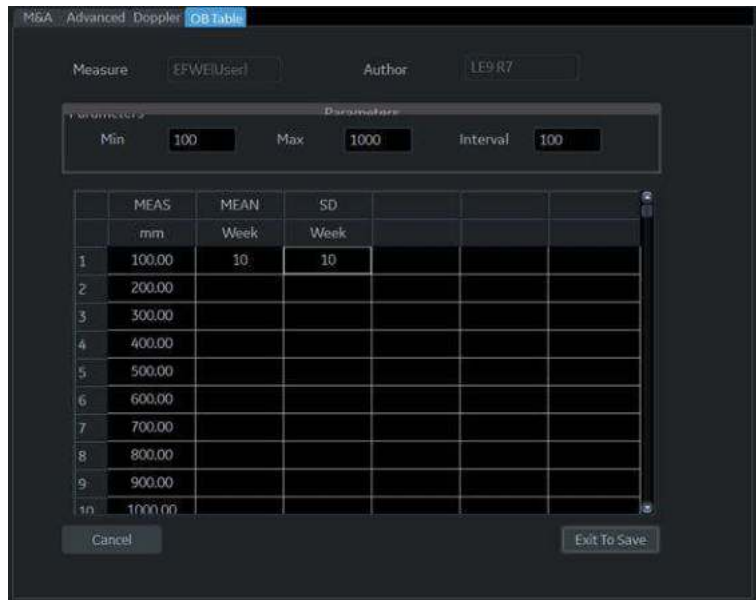 M&A Advanced Doppler OB Table
Measure EFWE(User) Author LE9 R7
Parameters Parameters
Min 100 Max 1000 Interval 100
MEAS MEAN SD
mm Week Week
1 100.00 10 10
2 200.00
3 300.00
4 400.00
5 500.00
6 600.00
7 700.00
8 800.00
9 900.00
10 1000.00
Cancel Exit To Save